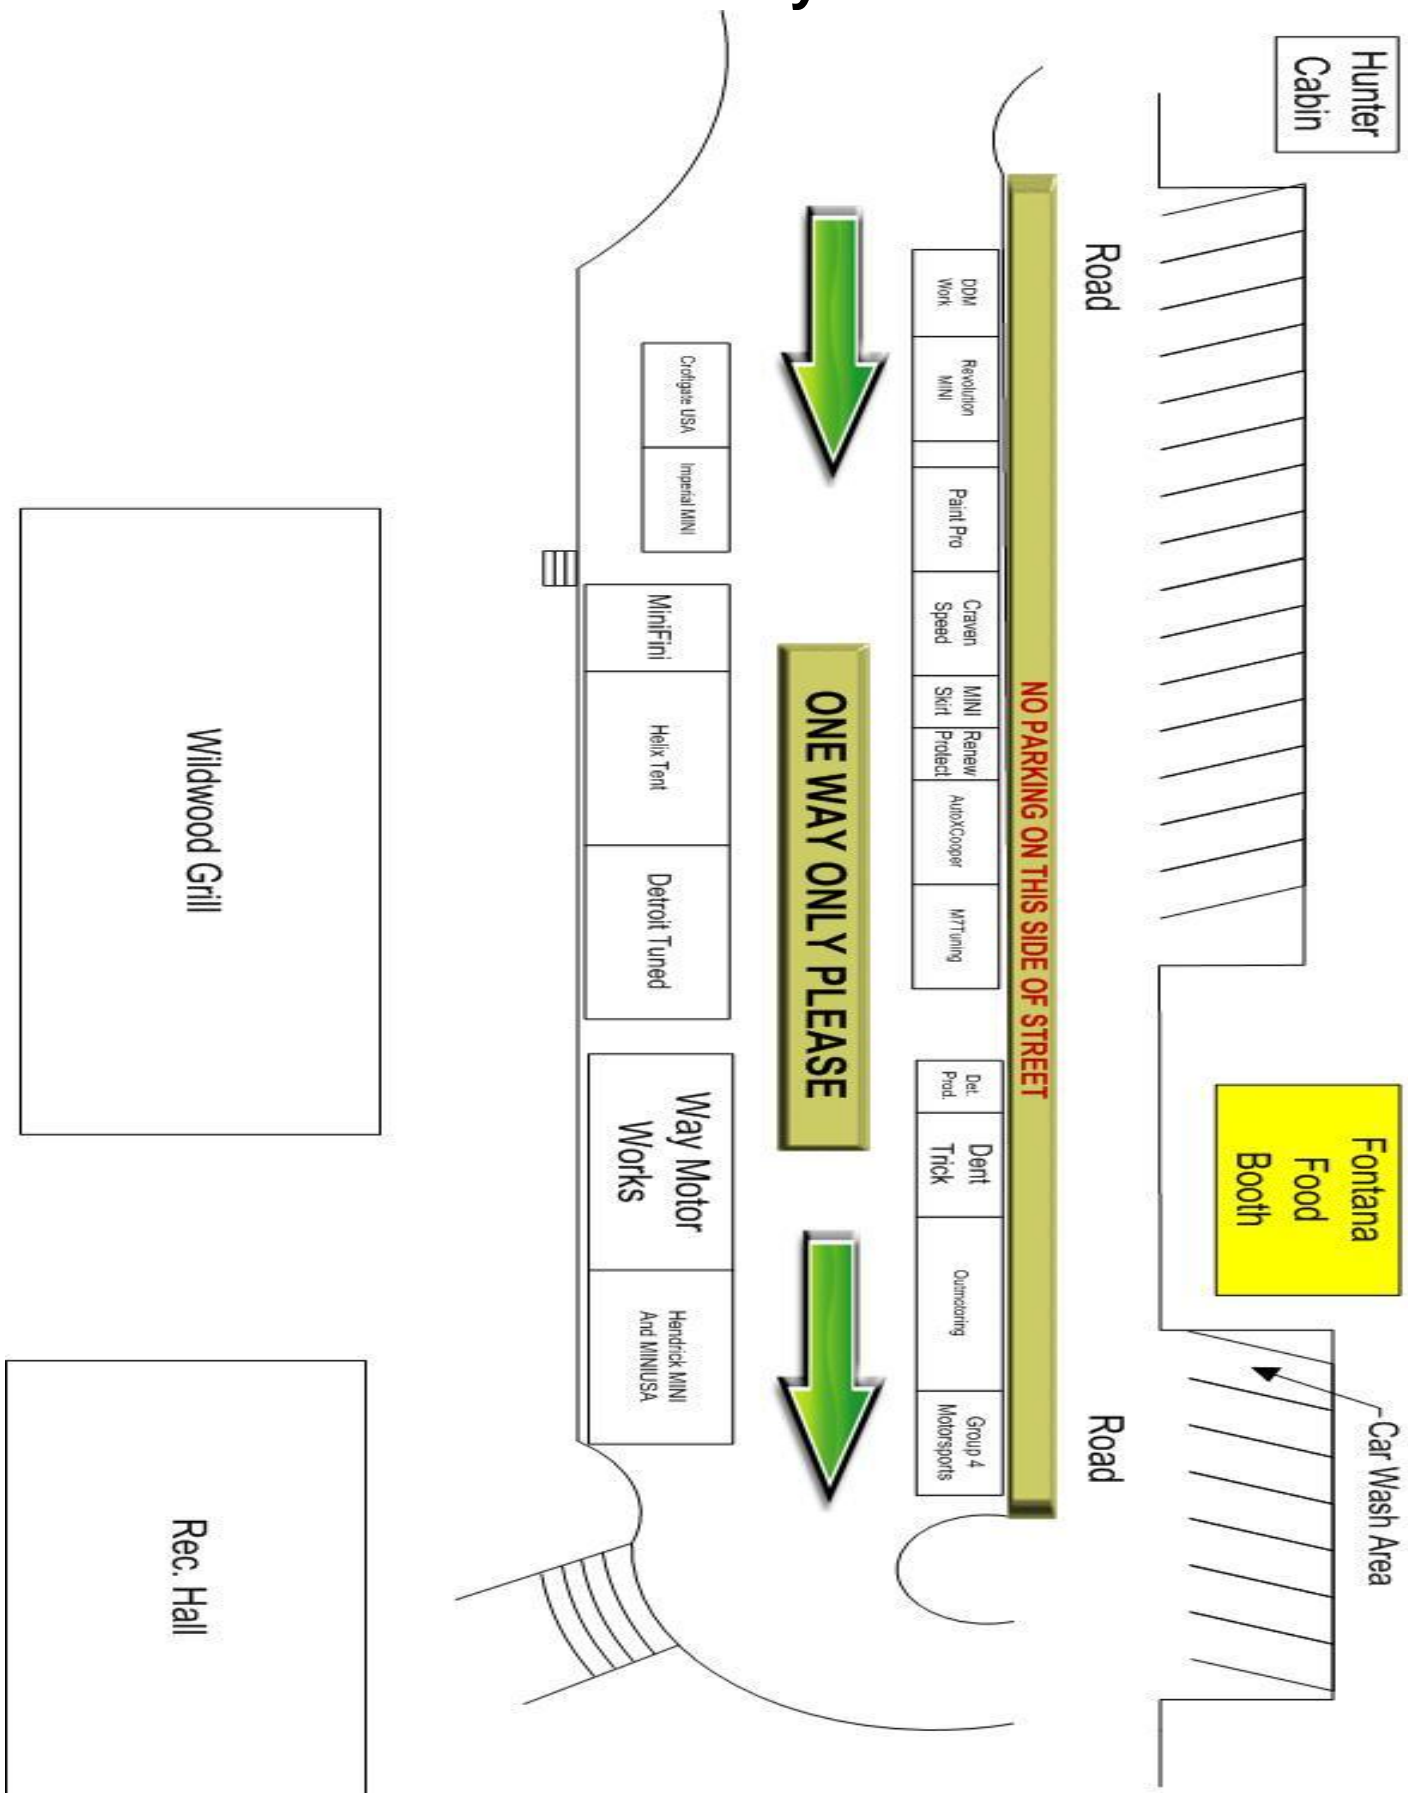 Hunter
Cabin
Road
DDM
Work
Revolution
MINI
Paint Pro
Craven
Speed
MINI
Skirt
Renew
Protect
AutoXCooper
M7Tuning
NO PARKING ON THIS SIDE OF STREET
Croftgate USA
Imperial MINI
MiniFini
Helix Tent
Detroit Tuned
ONE WAY ONLY PLEASE
Wildwood Grill
Way Motor
Works
Hendrick MINI
And MINIUSA
Det.
Prod.
Dent
Trick
Outmotoring
Group 4
Motorsports
Fontana
Food
Booth
Road
Car Wash Area
Rec. Hall